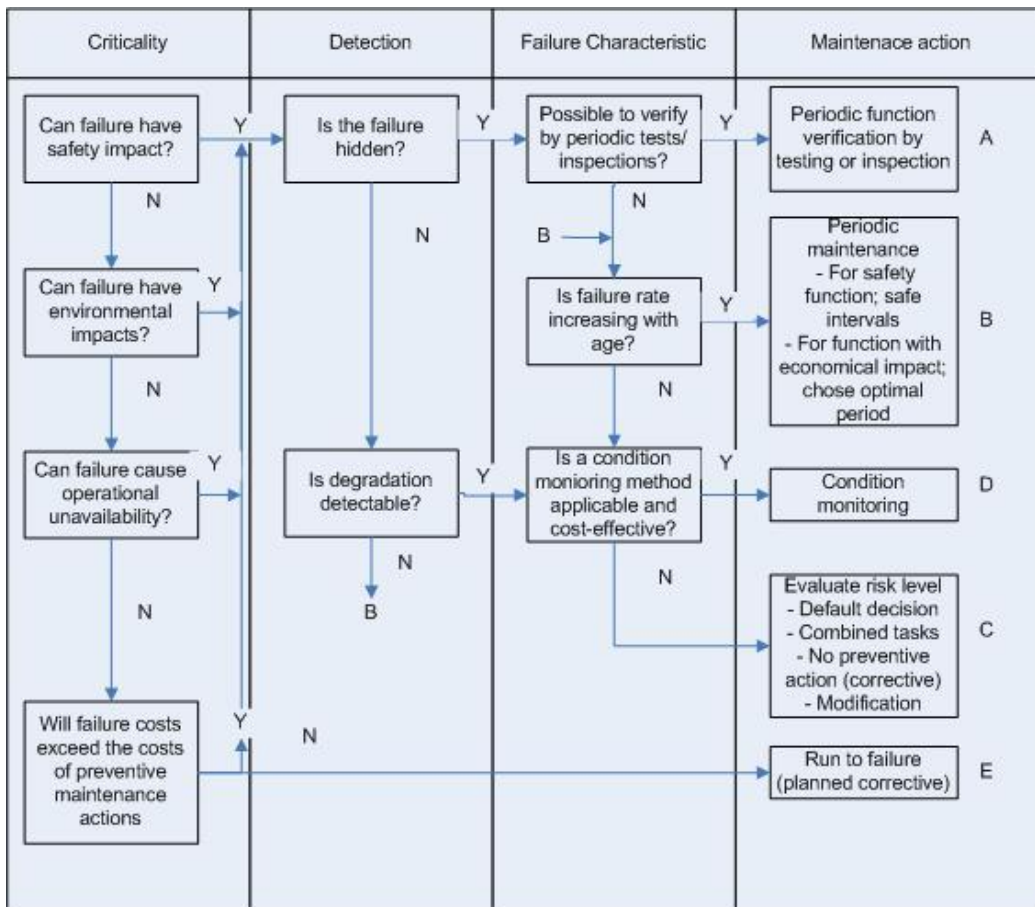 Criticality
Detection
Failure Characteristic
Maintenace action
Can failure have
safety impact?
Y
Is the failure
hidden?
Y
Possible to verify
by periodic tests/
inspections?
Y
Periodic function
verification by
testing or inspection
A
N
N
N
B
Can failure have
environmental
impacts?
Y
Is failure rate
increasing with
age?
Y
Periodic
maintenance
- For safety
function; safe
intervals
- For function with
economical impact;
chose optimal
period
B
N
N
Can failure cause
operational
unavailability?
Y
Is degradation
detectable?
Y
Is a condition
monioring method
applicable and
cost-effective?
Y
Condition
monitoring
D
N
N
N
B
Evaluate risk level
- Default decision
- Combined tasks
- No preventive
action (corrective)
- Modification
C
Will failure costs
exceed the costs
of preventive
maintenance
actions
Y
N
Run to failure
(planned corrective)
E